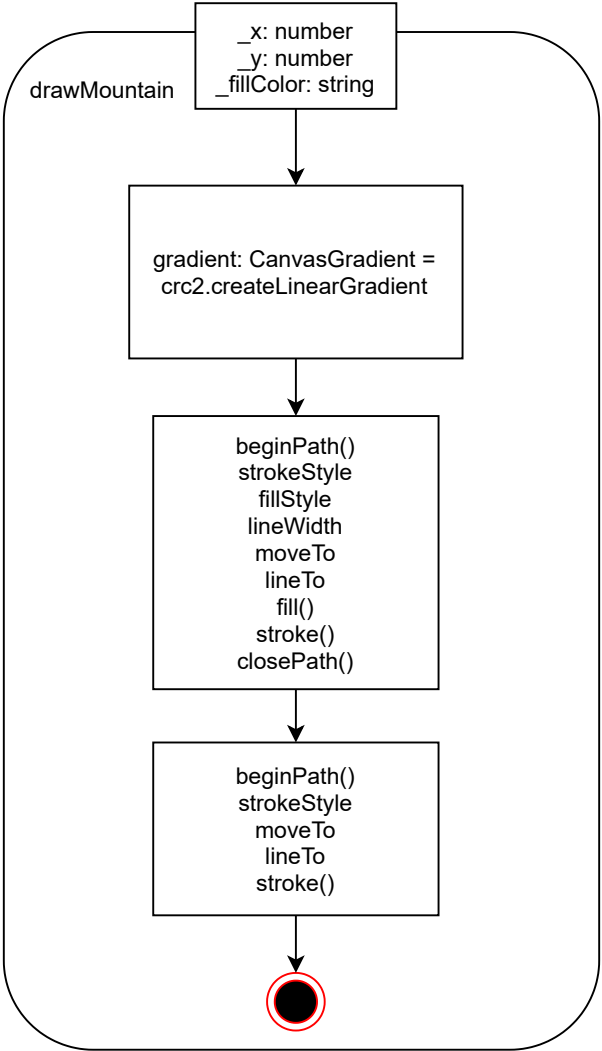 _x: number
_y: number
_fillColor: string
drawMountain
gradient: CanvasGradient =
crc2.createLinearGradient
beginPath()
strokeStyle
fillStyle
lineWidth
moveTo
lineTo
fill()
stroke()
closePath()
beginPath()
strokeStyle
moveTo
lineTo
stroke()